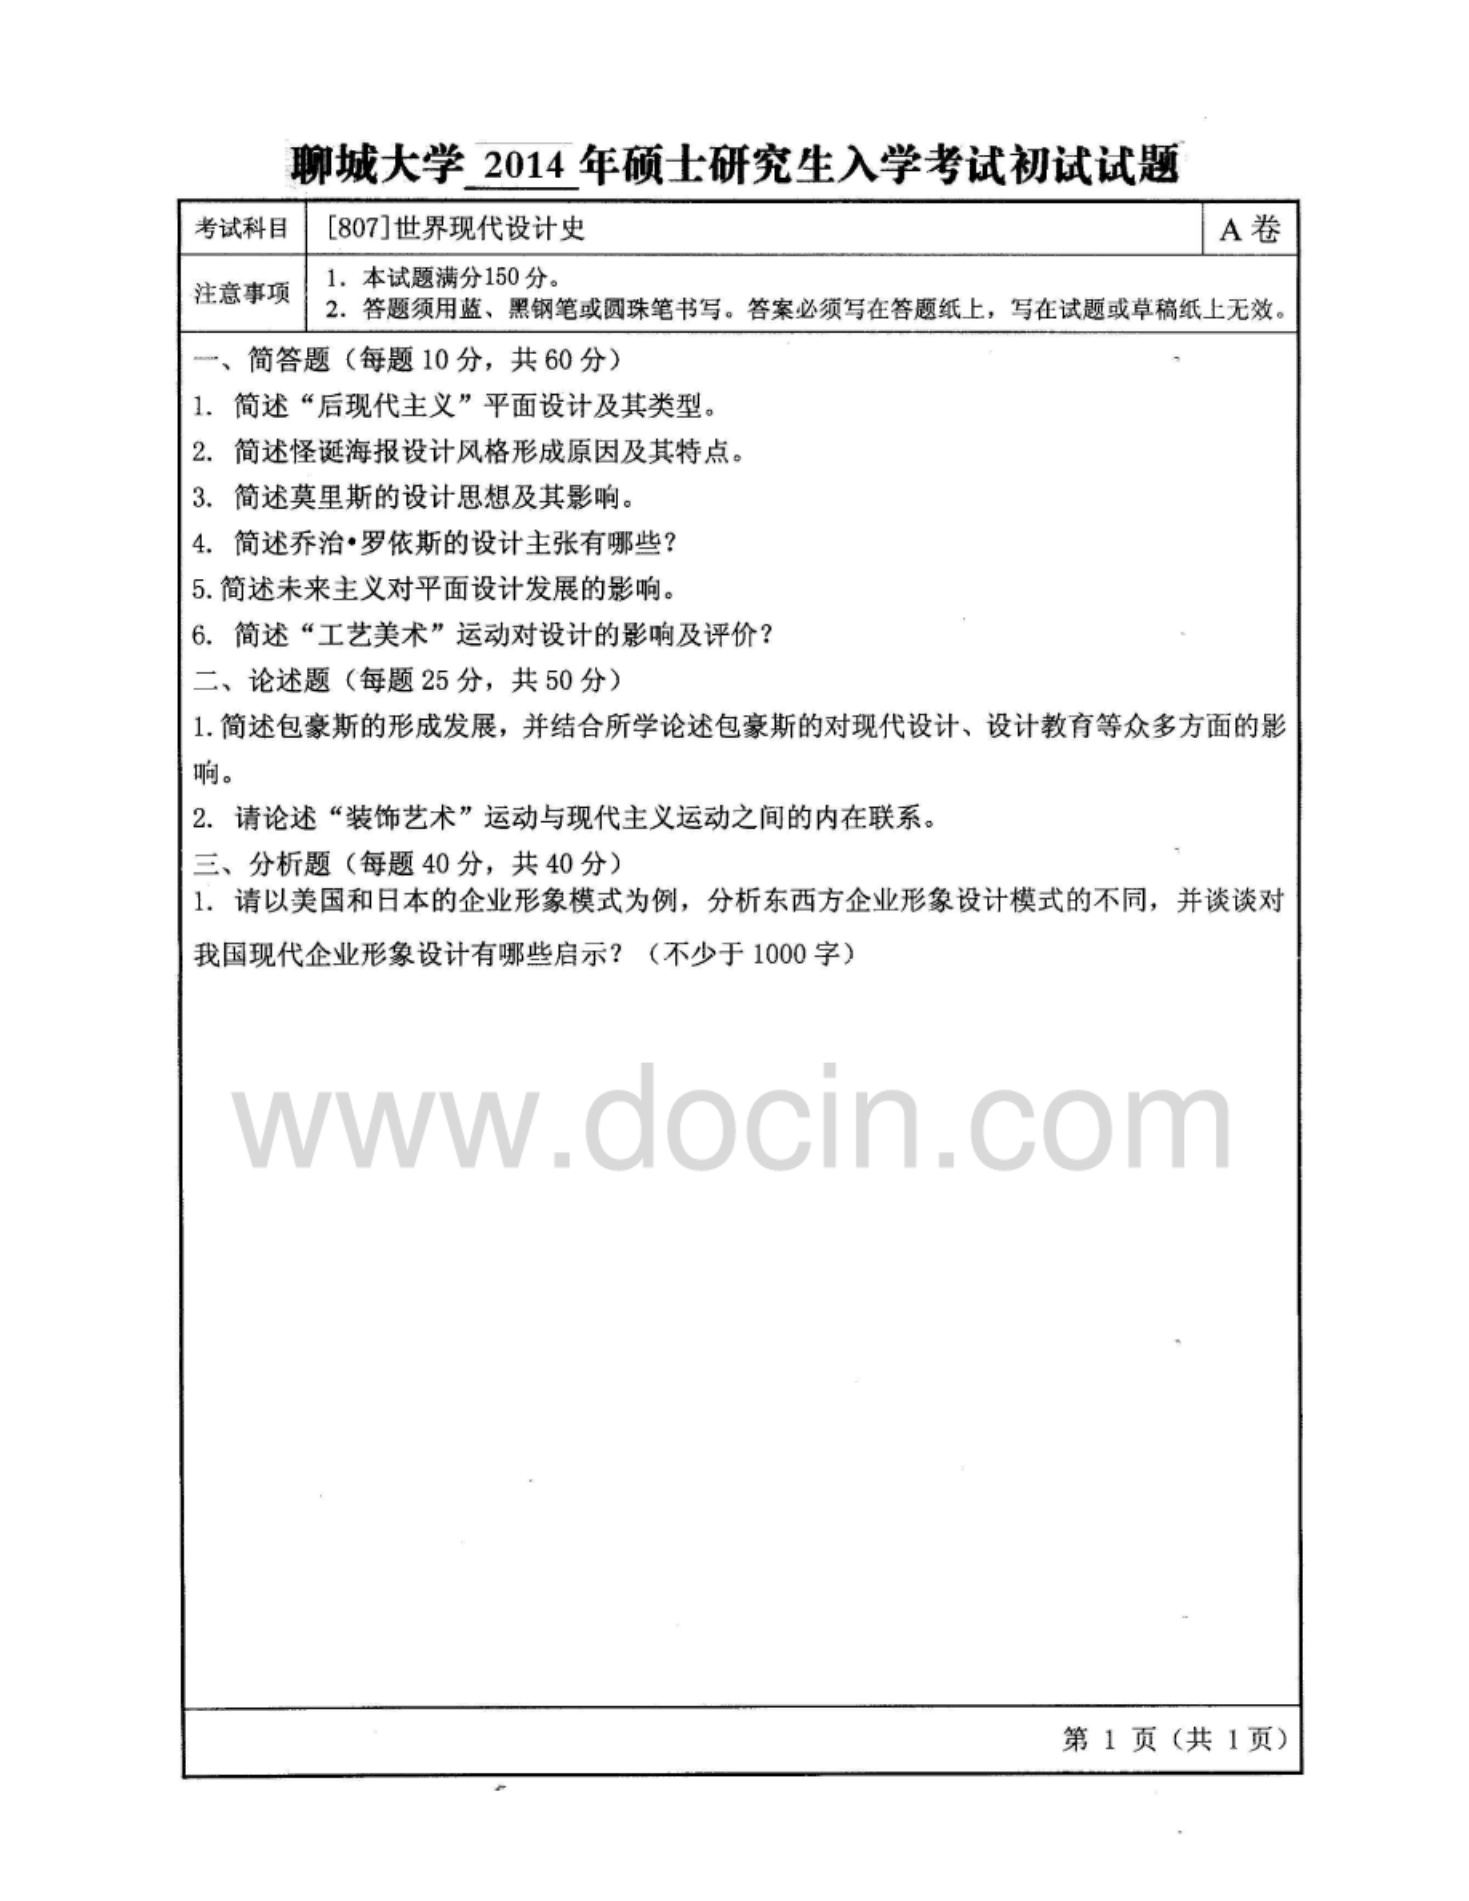 聊城大学 2014 年硕士研究生入学考试初试试题
考试科目 [807]世界现代设计史 A 卷
注意事项
1. 本试题满分150 分。
2. 答题须用蓝、黑钢笔或圆珠笔书写。答案必须写在答题纸上，写在试题或草稿纸上无效。
一、简答题（每题 10 分，共 60 分）
1. 简述“后现代主义”平面设计及其类型。
2. 简述怪诞海报设计风格形成原因及其特点。
3. 简述莫里斯的设计思想及其影响。
4. 简述乔治•罗依斯的设计主张有哪些？
5.简述未来主义对平面设计发展的影响。
6. 简述“工艺美术”运动对设计的影响及评价？
二、论述题（每题 25 分，共 50 分）
1.简述包豪斯的形成发展，并结合所学论述包豪斯的对现代设计、设计教育等众多方面的影
响。
2. 请论述“装饰艺术”运动与现代主义运动之间的内在联系。
三、分析题（每题 40 分，共 40 分）
1. 请以美国和日本的企业形象模式为例，分析东西方企业形象设计模式的不同，并谈谈对
我国现代企业形象设计有哪些启示？（不少于 1000 字）
www.docin.com
第 1 页（共 1 页）